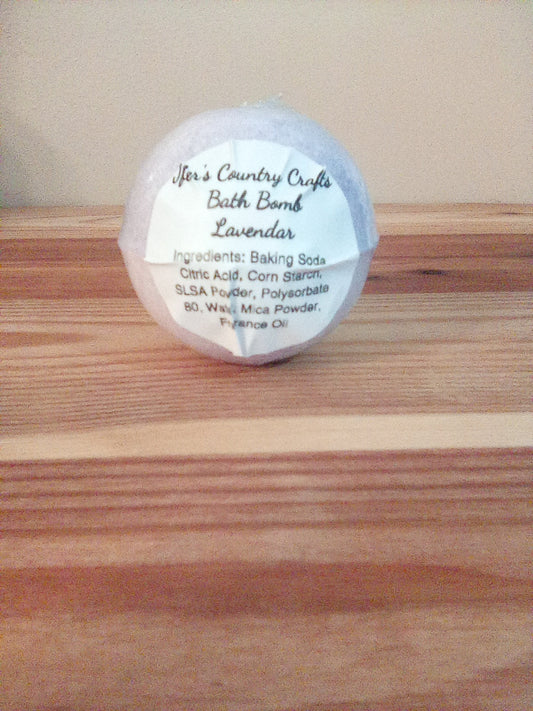 Jfer's Country Crafts
Bath Bomb
Lavendar
Ingredients: Baking Soda
Citric Acid, Corn Starch,
SLSA Powder, Polysorbate
80, Mica Powder,
Fragrance Oil